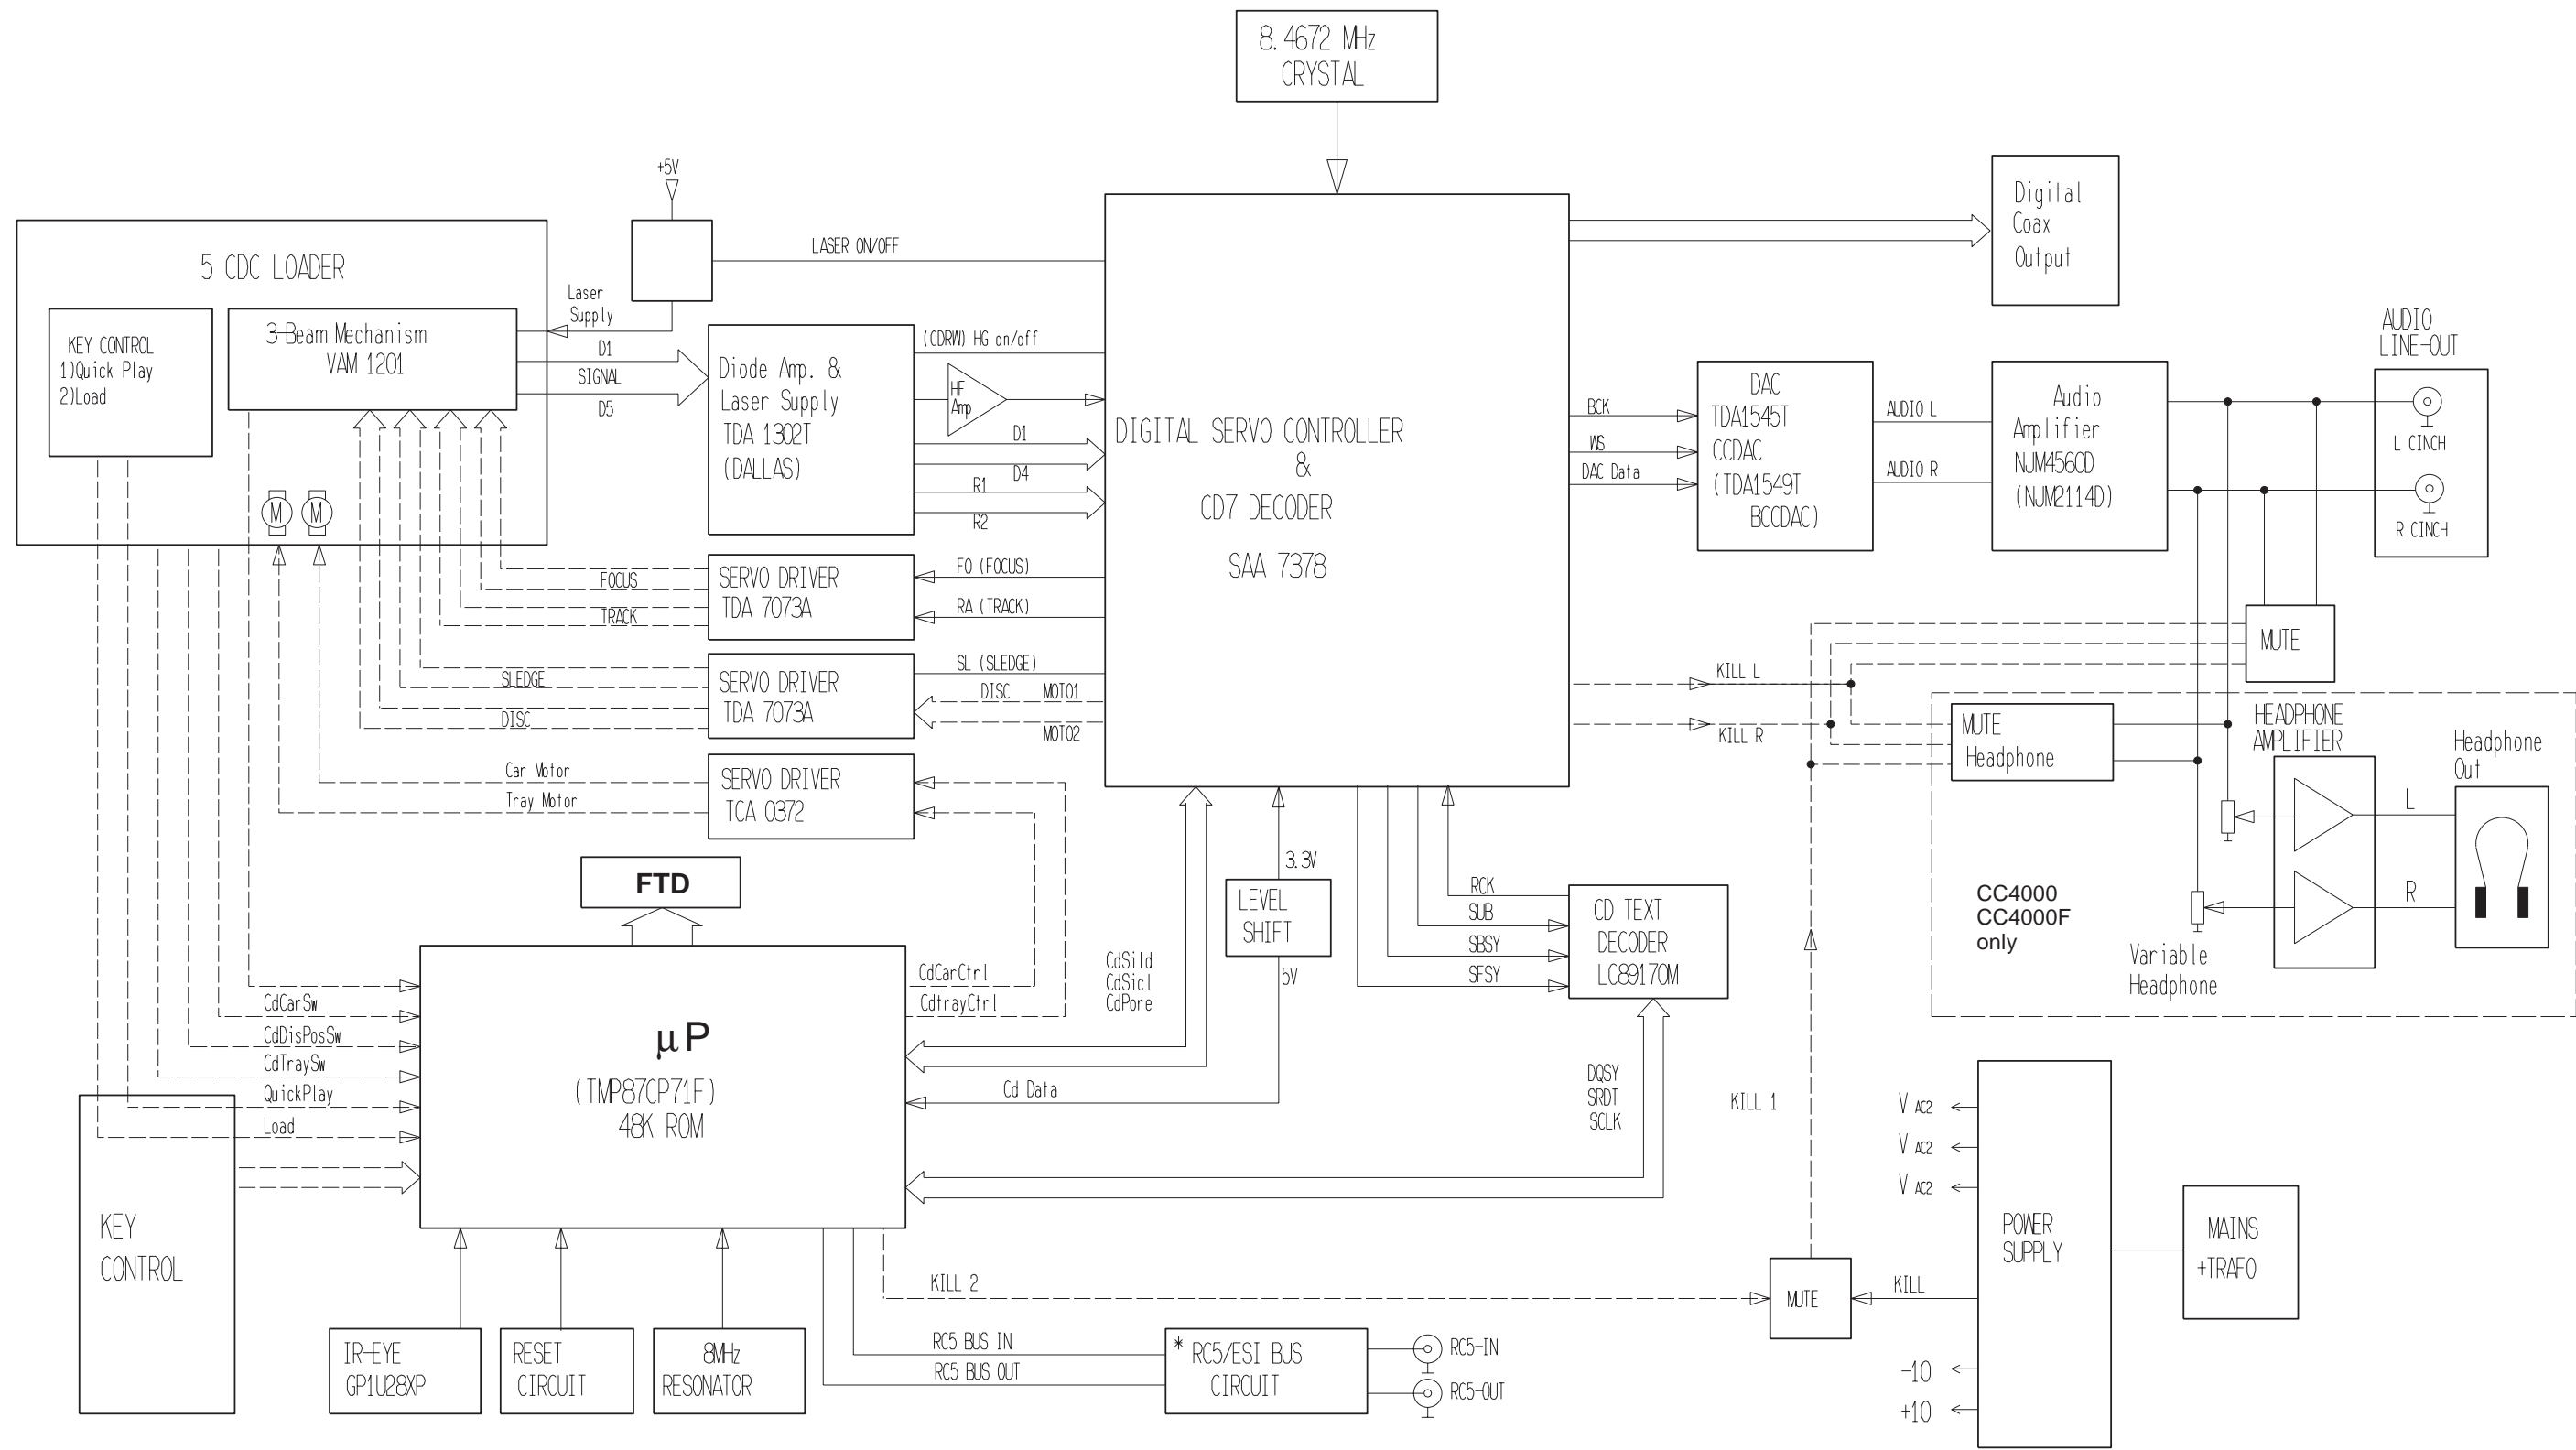 8.4672 MHz
CRYSTAL
+5V
5 CDC LOADER
KEY CONTROL
1)Quick Play
2)Load
3-Beam Mechanism
VAM 1201
M
M
LASER ON/OFF
Laser
Supply
D1
SIGNAL
D5
Diode Amp. &
Laser Supply
TDA 1302T
(DALLAS)
(CDRW) HG on/off
HF
Amp
D1
D4
R1
R2
DIGITAL SERVO CONTROLLER
&
CD7 DECODER
SAA 7378
Digital
Coax
Output
BCK
WS
DAC Data
DAC
TDA1545T
CCDAC
(TDA1549T
BCCDAC)
AUDIO L
AUDIO R
Audio
Amplifier
NJM4560D
(NJM2114D)
AUDIO
LINE-OUT
L CINCH
R CINCH
FOCUS
TRACK
SERVO DRIVER
TDA 7073A
FO (FOCUS)
RA (TRACK)
SLEDGE
DISC
SERVO DRIVER
TDA 7073A
SL (SLEDGE)
DISC
MOTO1
MOTO2
Car Motor
Tray Motor
SERVO DRIVER
TCA 0372
KILL L
KILL R
MUTE
MUTE
Headphone
HEADPHONE
AMPLIFIER
Headphone
Out
L
R
CC4000
CC4000F
only
Variable
Headphone
FTD
3.3V
LEVEL
SHIFT
5V
RCK
SUB
SBSY
SFSY
CD TEXT
DECODER
LC89170M
CdSild
CdSicl
CdPore
CdCarCtrl
CdtrayCtrl
CdCarSw
CdDisPosSw
CdTraySw
QuickPlay
Load
µP
(TMP87CP71F)
48K ROM
Cd Data
DQSY
SRDT
SCLK
KILL 1
V AC2
V AC2
V AC2
POWER
SUPPLY
-10
+10
MAINS
+TRAFO
KEY
CONTROL
KILL 2
MUTE
KILL
IR-EYE
GP1U28XP
RESET
CIRCUIT
8MHz
RESONATOR
RC5 BUS IN
RC5 BUS OUT
* RC5/ESI BUS
CIRCUIT
RC5-IN
RC5-OUT